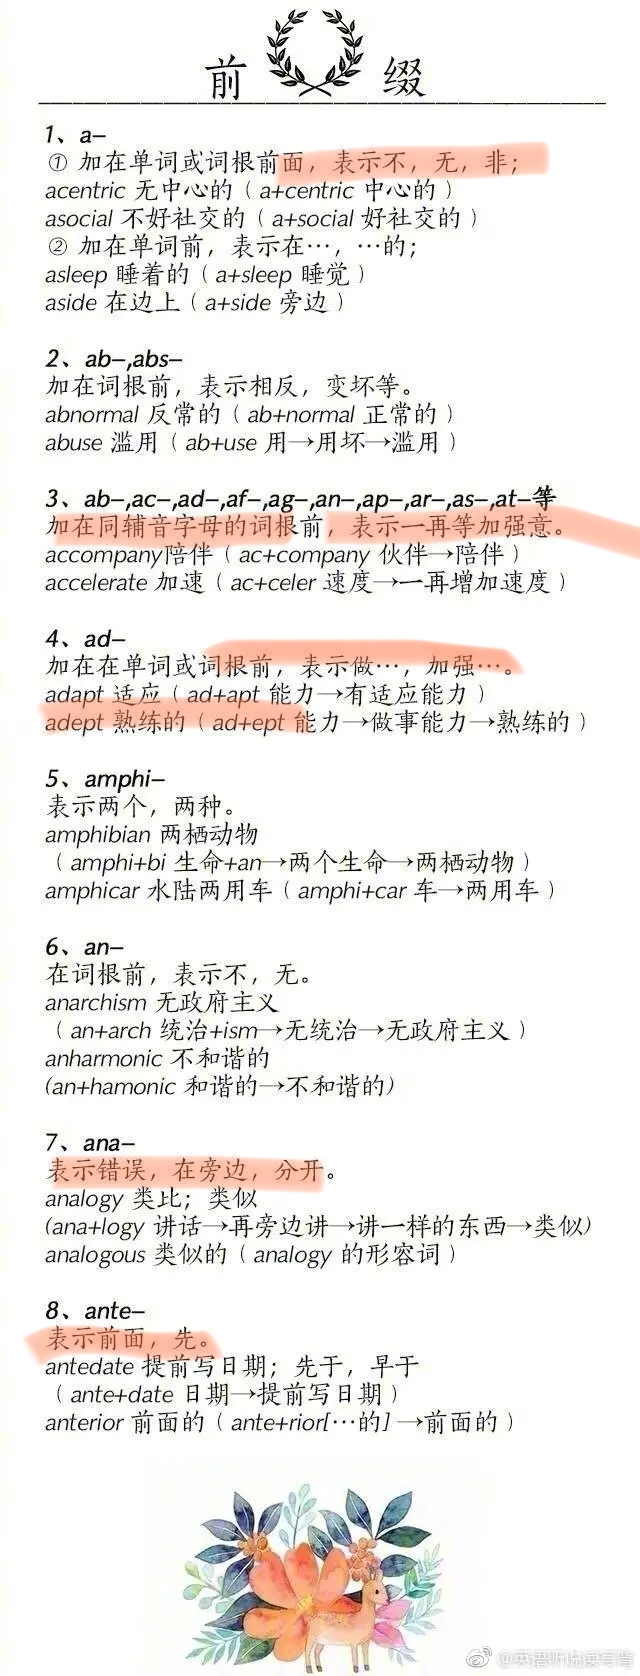 前 缀
1、a–
① 加在单词或词根前面，表示不，无，非；
acentric 无中心的（a+centric 中心的）
asocial 不好社交的（a+social 好社交的）
② 加在单词前，表示在…，…的；
asleep 睡着的（a+sleep 睡觉）
aside 在边上（a+side 旁边）
2、ab–,abs–
加在词根前，表示相反，变坏等。
abnormal 反常的（ab+normal 正常的）
abuse 滥用（ab+use 用→用坏→滥用）
3、ab–,ac–,ad–,af–,ag–,an–,ap–,ar–,as–,at–等
加在同辅音字母的词根前，表示一再等加强意。
accompany陪伴（ac+company 伙伴→陪伴）
accelerate 加速（ac+celer 速度→一再增加速度）
4、ad–
加在在单词或词根前，表示做…，加强…。
adapt 适应（ad+apt 能力→有适应能力）
adept 熟练的（ad+ept 能力→做事能力→熟练的）
5、amphi–
表示两个，两种。
amphibian 两栖动物
（amphi+bi 生命+an→两个生命→两栖动物）
amphicar 水陆两用车（amphi+car 车→两用车）
6、an–
在词根前，表示不，无。
anarchism 无政府主义
（an+arch 统治+ism→无统治→无政府主义）
anharmonic 不和谐的
(an+hamonic 和谐的→不和谐的)
7、ana–
表示错误，在旁边，分开。
analogy 类比；类似
(ana+logy 讲话→再旁边讲→讲一样的东西→类似)
analogous 类似的（analogy 的形容词）
8、ante–
表示前面，先。
antedate 提前写日期；先于，早于
（ante+date 日期→提前写日期）
anterior 前面的（ante+rior[…的] →前面的）
@英语听说读写背